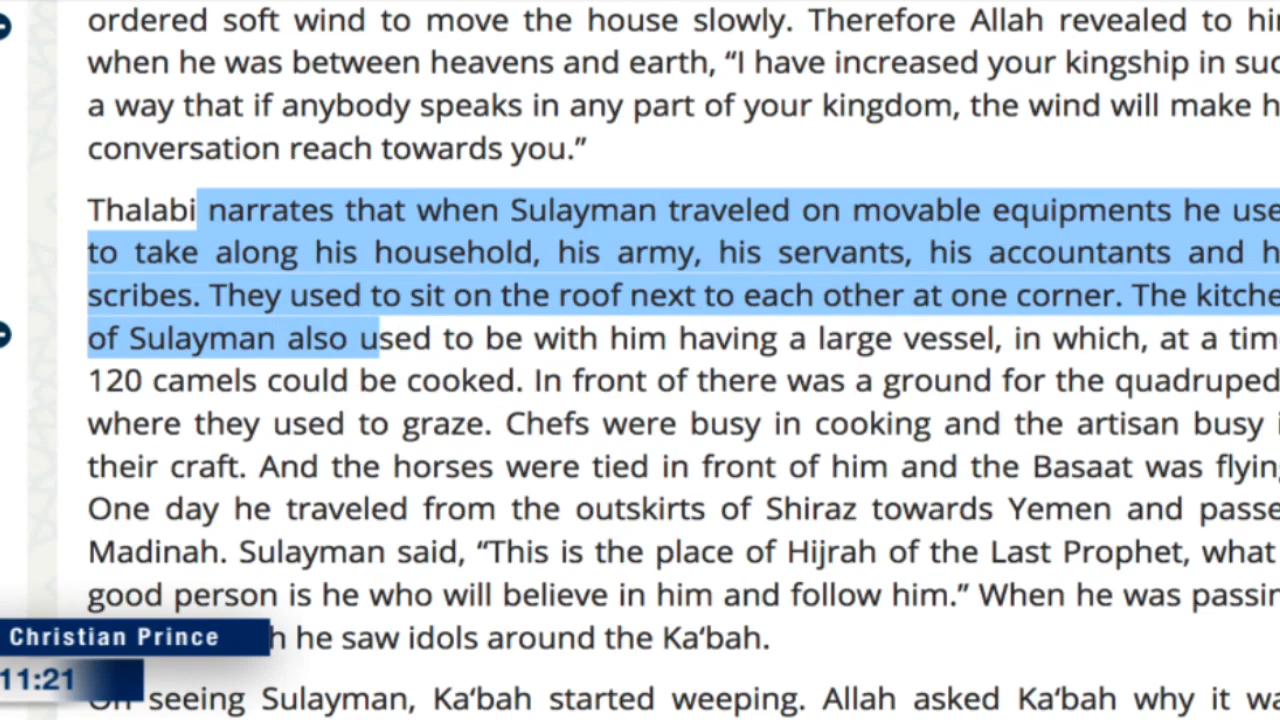 ordered soft wind to move the house slowly. Therefore Allah revealed to
when he was between heavens and earth, “I have increased your kingship in
a way that if anybody speaks in any part of your kingdom, the wind will make
conversation reach towards you.”
Thalabi narrates that when Sulayman traveled on movable equipments he
to take along his household, his army, his servants, his accountants and
scribes. They used to sit on the roof next to each other at one corner. The
of Sulayman also used to be with him having a large vessel, in which, at a
120 camels could be cooked. In front of there was a ground for the
where they used to graze. Chefs were busy in cooking and the artisan busy
their craft. And the horses were tied in front of him and the Basaat was
One day he traveled from the outskirts of Shiraz towards Yemen and
Madinah. Sulayman said, “This is the place of Hijrah of the Last Prophet, what
good person is he who will believe in him and follow him.” When he was
he saw idols around the Ka‘bah.
Christian Prince
11:21
seeing Sulayman, Ka‘bah started weeping. Allah asked Ka‘bah why it